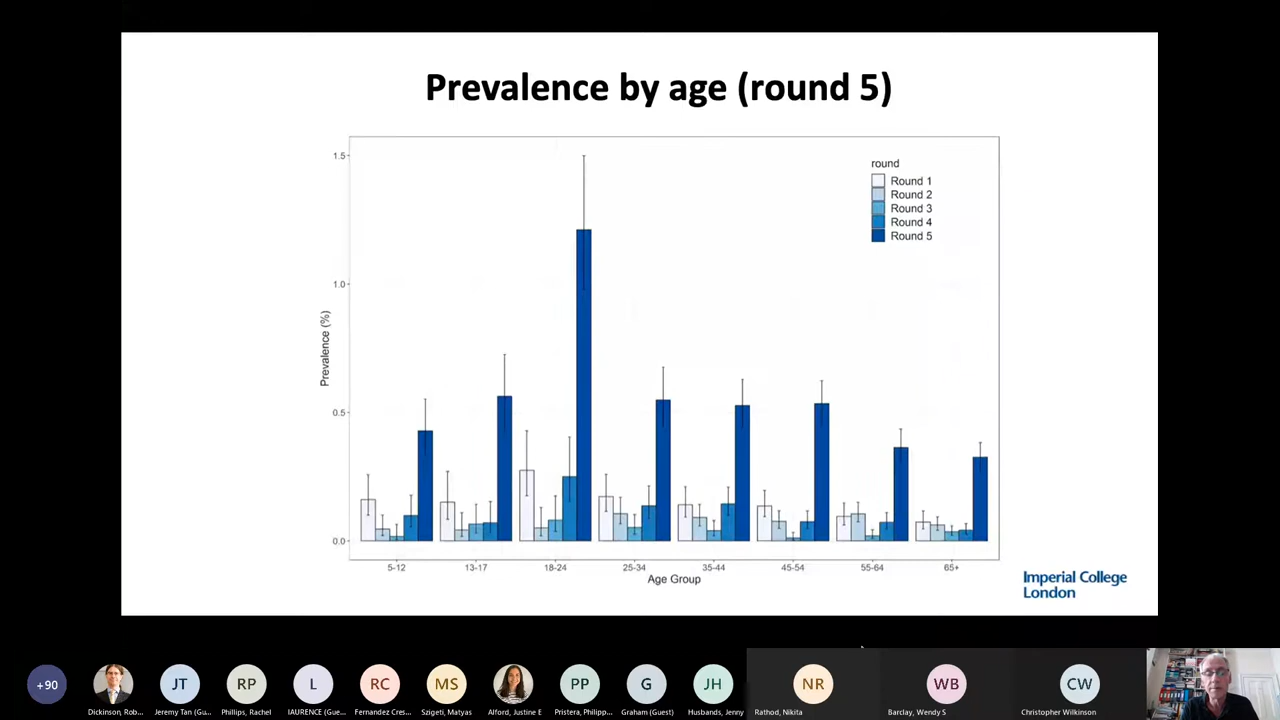 Prevalence by age (round 5)
1.5
1.0
0.5
0.0
Prevalence (%)
round
Round 1
Round 2
Round 3
Round 4
Round 5
5-12
13-17
18-24
25-34
35-44
45-54
55-64
65+
Age Group
Imperial College
London
+90
JT
RP
L
RC
MS
PP
G
JH
NR
WB
CW
Dickinson, Rob...
Jeremy Tan (Gu...
Phillips, Rachel
IAURENCE (Gue...
Fernandez Cres...
Szigeti, Matyas
Alford, Justine E
Pristera, Philipp...
Graham (Guest)
Husbands, Jenny
Rathod, Nikita
Barclay, Wendy S
Christopher Wilkinson